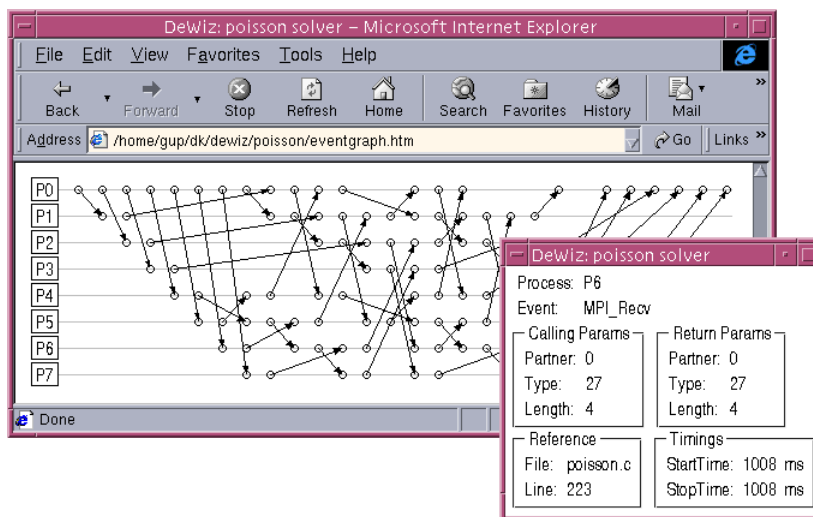 DeWiz: poisson solver – Microsoft Internet Explorer
File Edit View Favorites Tools Help
Back Forward Stop Refresh Home Search Favorites History Mail »
Address /home/gup/dk/dewiz/poisson/eventgraph.htm Go Links »
P0
P1
P2
P3
P4
P5
P6
P7
Done
DeWiz: poisson solver
Process: P6
Event: MPI_Recv
Calling Params Return Params
Partner: 0 Partner: 0
Type: 27 Type: 27
Length: 4 Length: 4
Reference Timings
File: poisson.c StartTime: 1008 ms
Line: 223 StopTime: 1008 ms